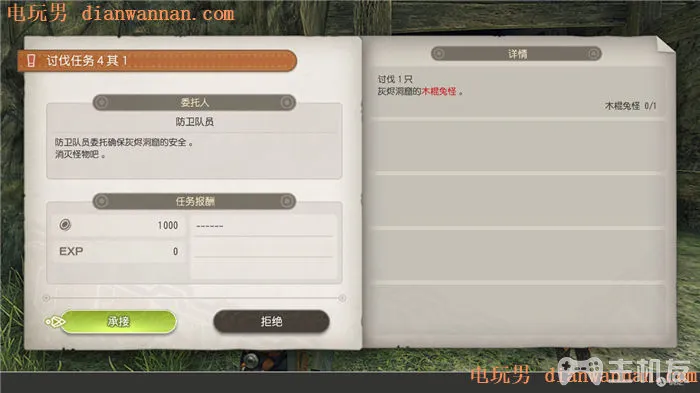 电玩男 dianwannan.com
讨伐任务 4 其 1
委托人
防卫队员
防卫队员委托确保灰烬洞窟的安全 。
消灭怪物吧 。
任务报酬
1000
------
EXP 0
承接
拒绝
详情
讨伐 1 只
灰烬洞窟的木棍兔怪 。
木棍兔怪 0/1
主机友
电玩男 dianwannan.com